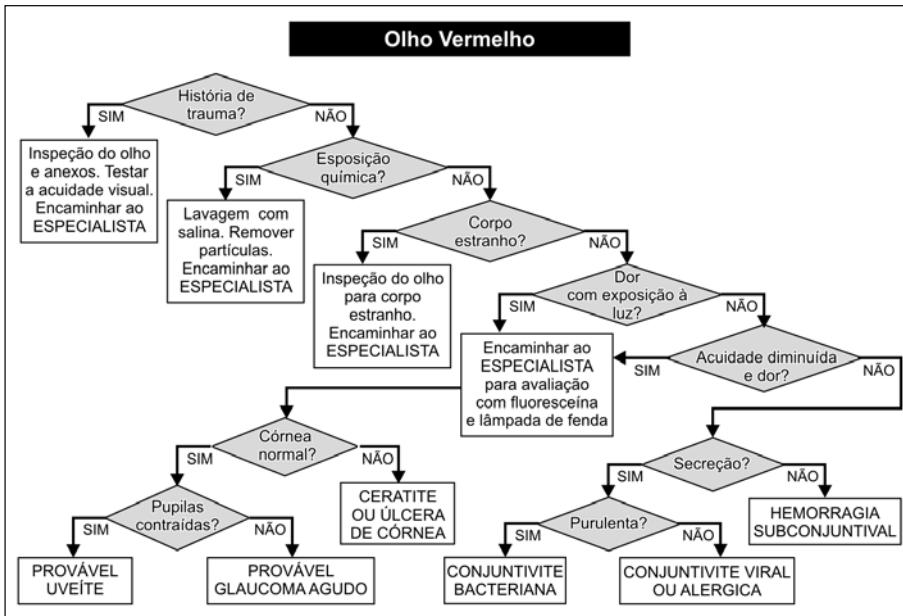 Olho Vermelho
História de
trauma?
SIM
NÃO
Inspeção do olho
e anexos. Testar
a acuidade visual.
Encaminhar ao
ESPECIALISTA
Esposição
química?
SIM
NÃO
Lavagem com
salina. Remover
partículas.
Encaminhar ao
ESPECIALISTA
Corpo
estranho?
SIM
NÃO
Inspeção do olho
para corpo
estranho.
Encaminhar ao
ESPECIALISTA
Dor
com exposição à
luz?
SIM
NÃO
Encaminhar ao
ESPECIALISTA
para avaliação
com fluoresceína
e lâmpada de fenda
Acuidade diminuída
e dor?
SIM
NÃO
Córnea
normal?
SIM
NÃO
CERATITE
OU ÚLCERA
DE CÓRNEA
Pupilas
contraídas?
SIM
NÃO
PROVÁVEL
UVEÍTE
PROVÁVEL
GLAUCOMA AGUDO
Secreção?
SIM
NÃO
HEMORRAGIA
SUBCONJUNTIVAL
Purulenta?
SIM
NÃO
CONJUNTIVITE
BACTERIANA
CONJUNTIVITE VIRAL
OU ALERGICA